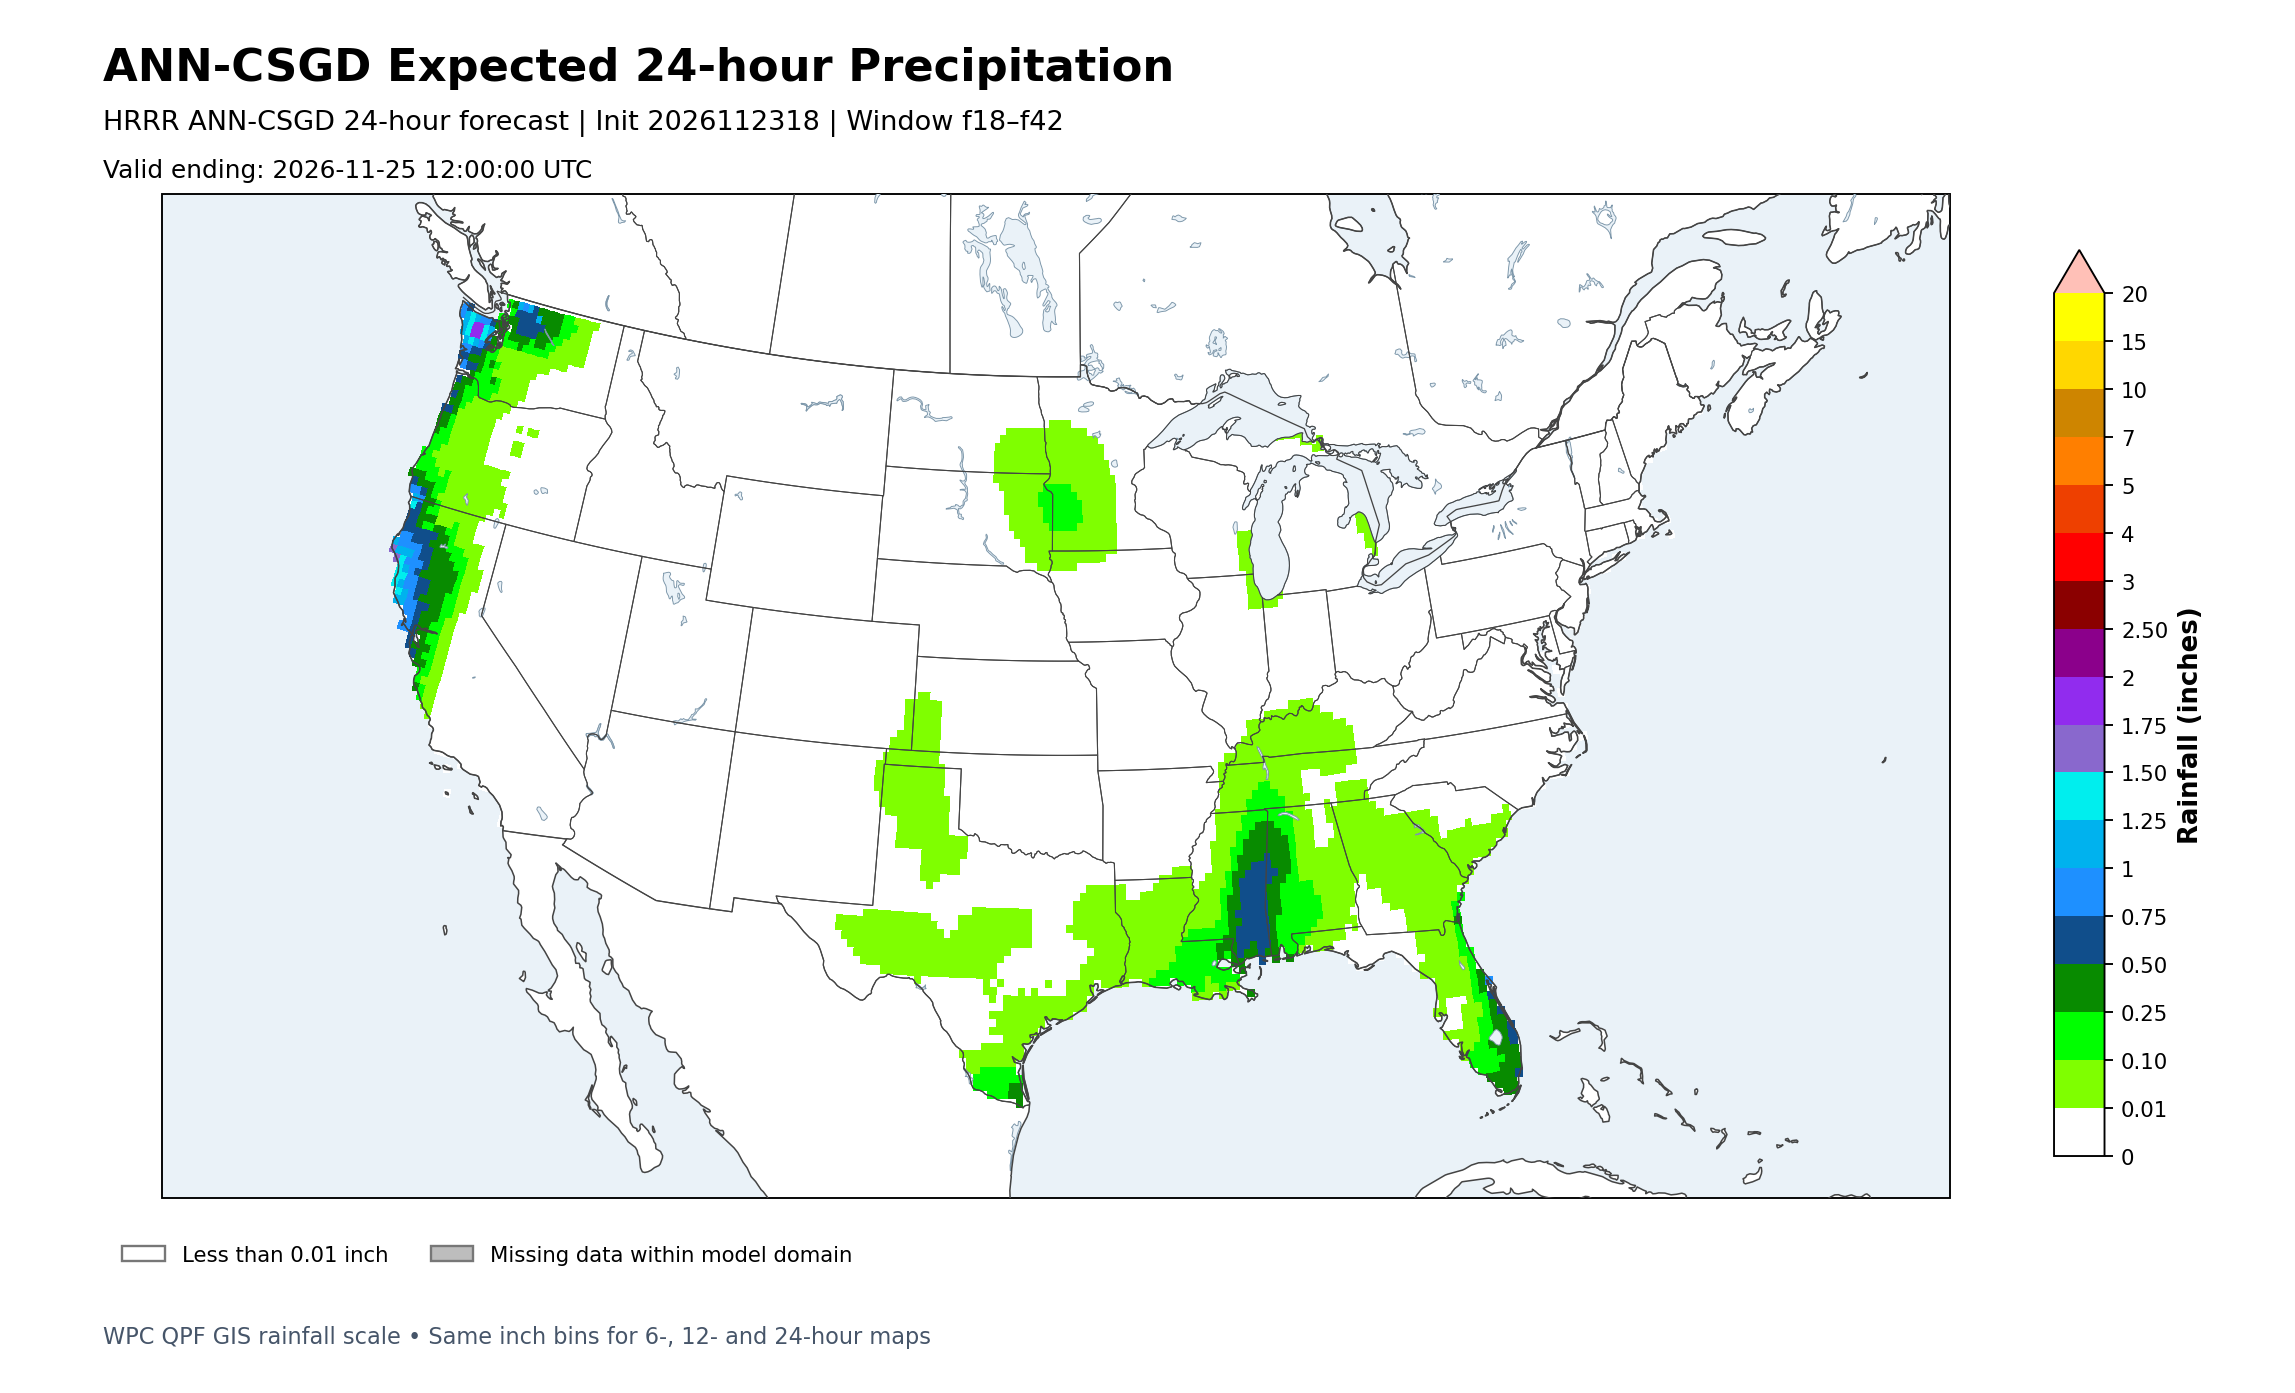 ANN-CSGD Expected 24-hour Precipitation
HRRR ANN-CSGD 24-hour forecast | Init 2026112318 | Window f18–f42
Valid ending: 2026-11-25 12:00:00 UTC
20
15
10
7
5
4
3
2.50
2
1.75
1.50
1.25
1
0.75
0.50
0.25
0.10
0.01
0
Rainfall (inches)
Less than 0.01 inch
Missing data within model domain
WPC QPF GIS rainfall scale • Same inch bins for 6-, 12- and 24-hour maps